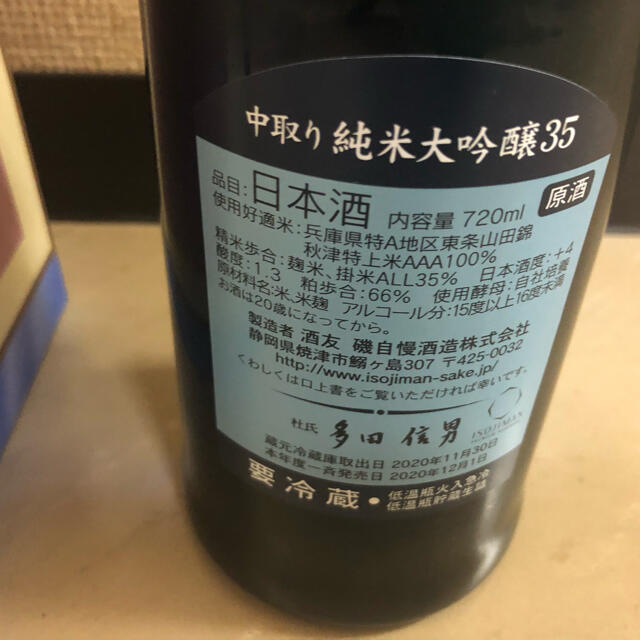 中取り 純米大吟醸35
品目:日本酒 内容量 720ml 原酒
使用好適米:兵庫県特A地区東条山田錦
秋津特上米AAA100%
精米歩合:麹米、掛米ALL35% 日本酒度:+4
酸度:1.3 粕歩合:66% 使用酵母:自社培養
原材料名:米、米麹 アルコール分:15度以上16度未満
お酒は20歳になってから。
製造者 酒友 磯自慢酒造株式会社
静岡県焼津市鰯ヶ島307 〒425-0032
http://www.isojiman-sake.jp/
くわしくは口上書をご覧いただければ幸いです。
杜氏 多田 信男
ISOJIMAN
蔵元冷蔵庫取出日 2020年11月30日
本年度一斉発売日 2020年12月1日
要冷蔵・低温瓶火入急冷
低温瓶貯蔵生成